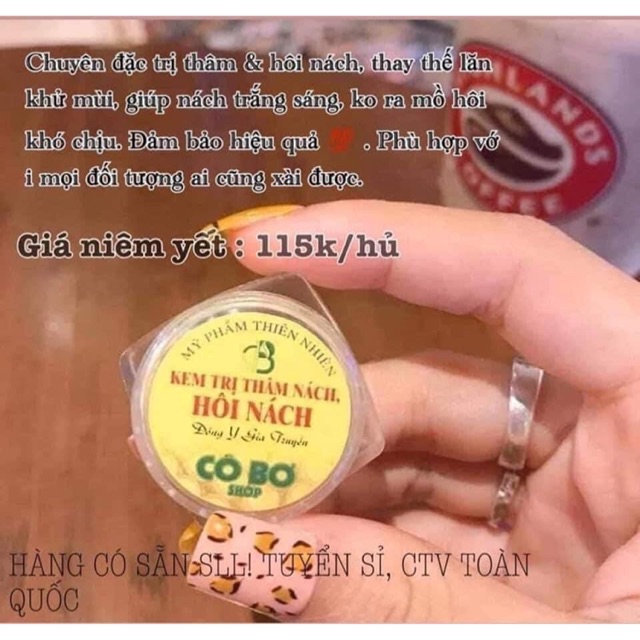 Chuyên đặc trị thâm & hôi nách, thay thế lăn
khử mùi, giúp nách trắng sáng, ko ra mồ hôi
khó chịu. Đảm bảo hiệu quả 💯 . Phù hợp vớ
i mọi đối tượng ai cũng xài được.
HLANDS
COFFEE
Giá niêm yết : 115k/hủ
MỸ PHẨM THIÊN NHIÊN
CB
KEM TRỊ THÂM NÁCH,
HÔI NÁCH
Đông Y Gia Truyền
CÔ BƠ
SHOP
HÀNG CÓ SẴN SLL! TUYỂN SỈ, CTV TOÀN
QUỐC